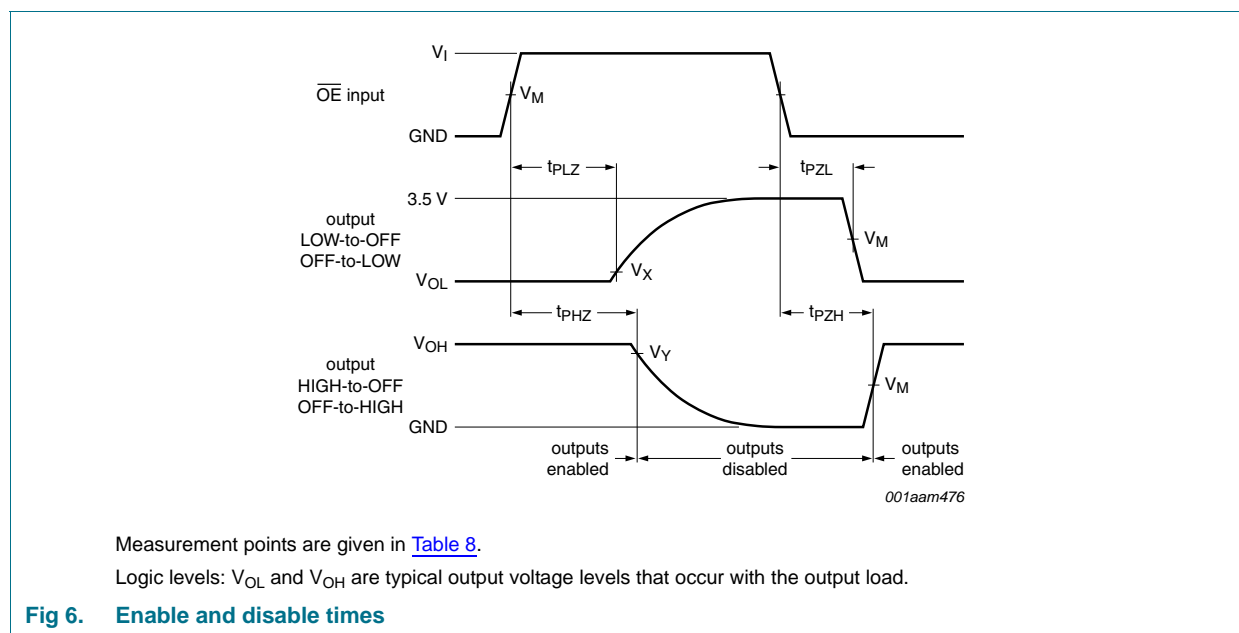 V_I
OE input
V_M
GND
t_PLZ
t_PZL
3.5 V
output
LOW-to-OFF
OFF-to-LOW
V_M
V_X
V_OL
t_PHZ
t_PZH
V_OH
V_Y
output
HIGH-to-OFF
OFF-to-HIGH
V_M
GND
outputs
enabled
outputs
disabled
outputs
enabled
001aam476
Measurement points are given in Table 8.
Logic levels: V_OL and V_OH are typical output voltage levels that occur with the output load.
Fig 6. Enable and disable times